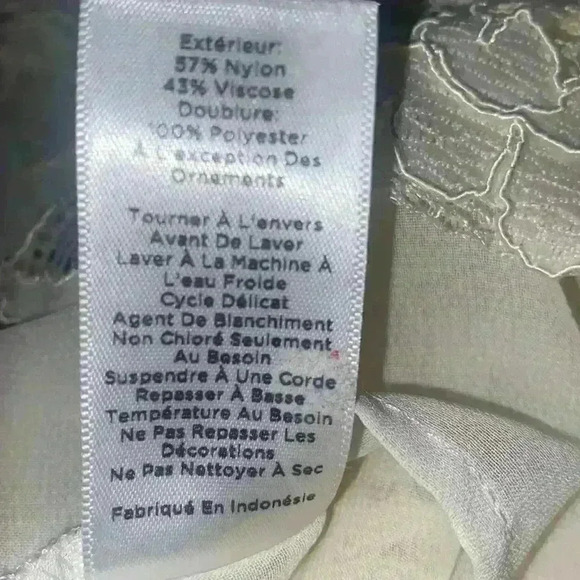 Extérieur:
57% Nylon
43% Viscose
Doublure:
100% Polyester
À L'exception Des
Ornements
Tourner À L'envers
Avant De Laver
Laver À La Machine À
L'eau Froide
Cycle Délicat
Agent De Blanchiment
Non Chloré Seulement
Au Besoin
Suspendre À Une Corde
Repasser À Basse
Température Au Besoin
Ne Pas Repasser Les
Décorations
Ne Pas Nettoyer À Sec
Fabriqué En Indonésie